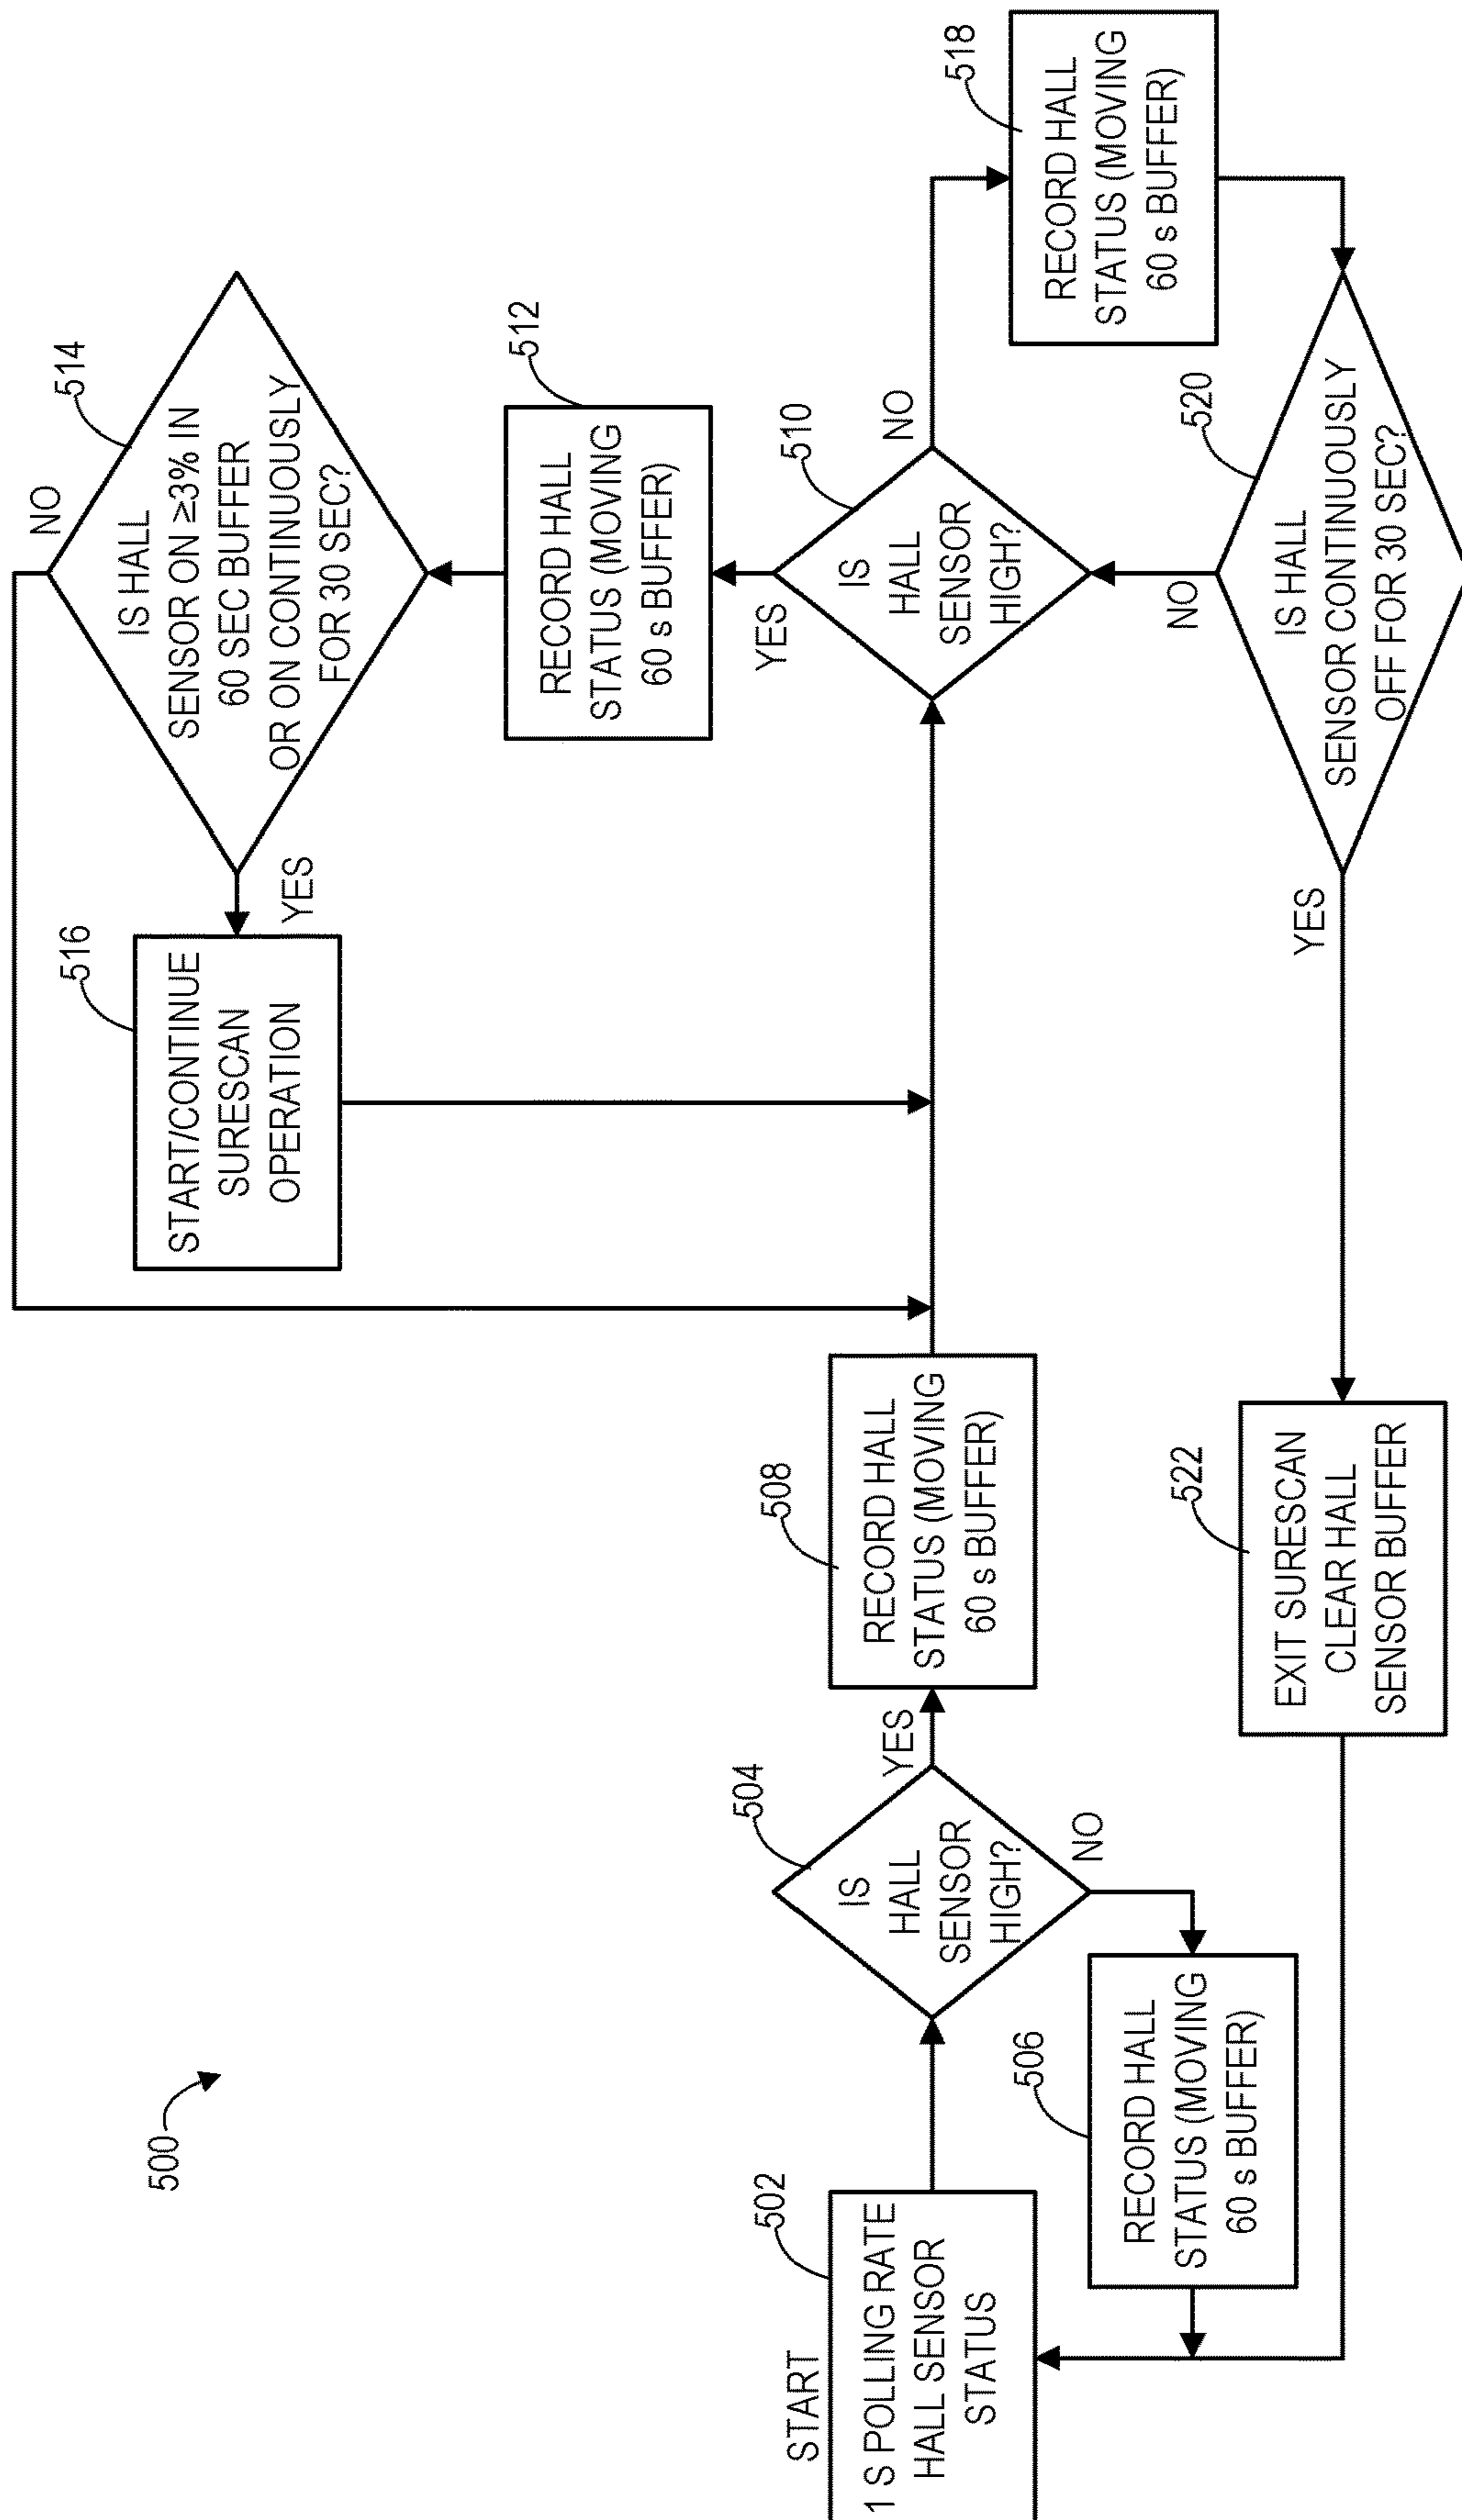 500
START
502
1 S POLLING RATE
HALL SENSOR
STATUS
504
IS
HALL
SENSOR
HIGH?
NO
YES
506
RECORD HALL
STATUS (MOVING
60 s BUFFER)
508
RECORD HALL
STATUS (MOVING
60 s BUFFER)
510
IS
HALL
SENSOR
HIGH?
YES
NO
512
RECORD HALL
STATUS (MOVING
60 s BUFFER)
514
IS HALL
SENSOR ON ≥3% IN
60 SEC BUFFER
OR ON CONTINUOUSLY
FOR 30 SEC?
NO
YES
516
START/CONTINUE
SURESCAN
OPERATION
518
RECORD HALL
STATUS (MOVING
60 s BUFFER)
520
IS HALL
SENSOR CONTINUOUSLY
OFF FOR 30 SEC?
NO
YES
522
EXIT SURESCAN
CLEAR HALL
SENSOR BUFFER